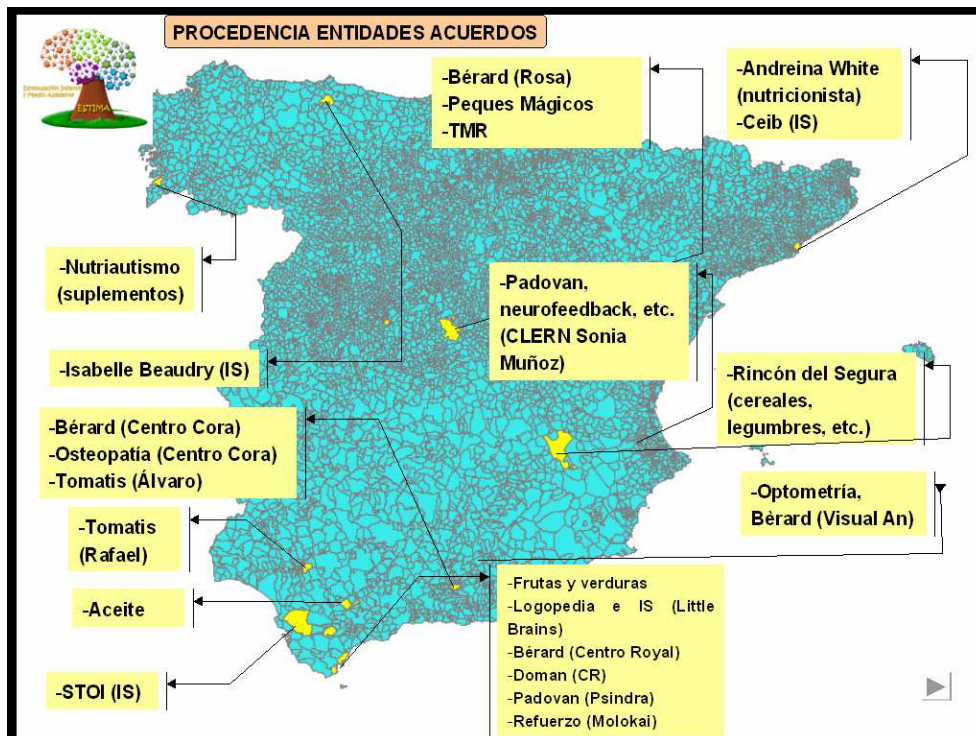 PROCEDENCIA ENTIDADES ACUERDOS
ESTIMA
-Bérard (Rosa)
-Peques Mágicos
-TMR
-Andreina White
(nutricionista)
-Ceib (IS)
-Nutriautismo
(suplementos)
-Padovan,
neurofeedback, etc.
(CLERN Sonia
Muñoz)
-Isabelle Beaudry (IS)
-Rincón del Segura
(cereales,
legumbres, etc.)
-Bérard (Centro Cora)
-Osteopatía (Centro Cora)
-Tomatis (Álvaro)
-Optometría,
Bèrard (Visual An)
-Tomatis
(Rafael)
-Aceite
-STOI (IS)
-Frutas y verduras
-Logopedia e IS (Little
Brains)
-Bérard (Centro Royal)
-Doman (CR)
-Padovan (Psindra)
-Refuerzo (Molokai)